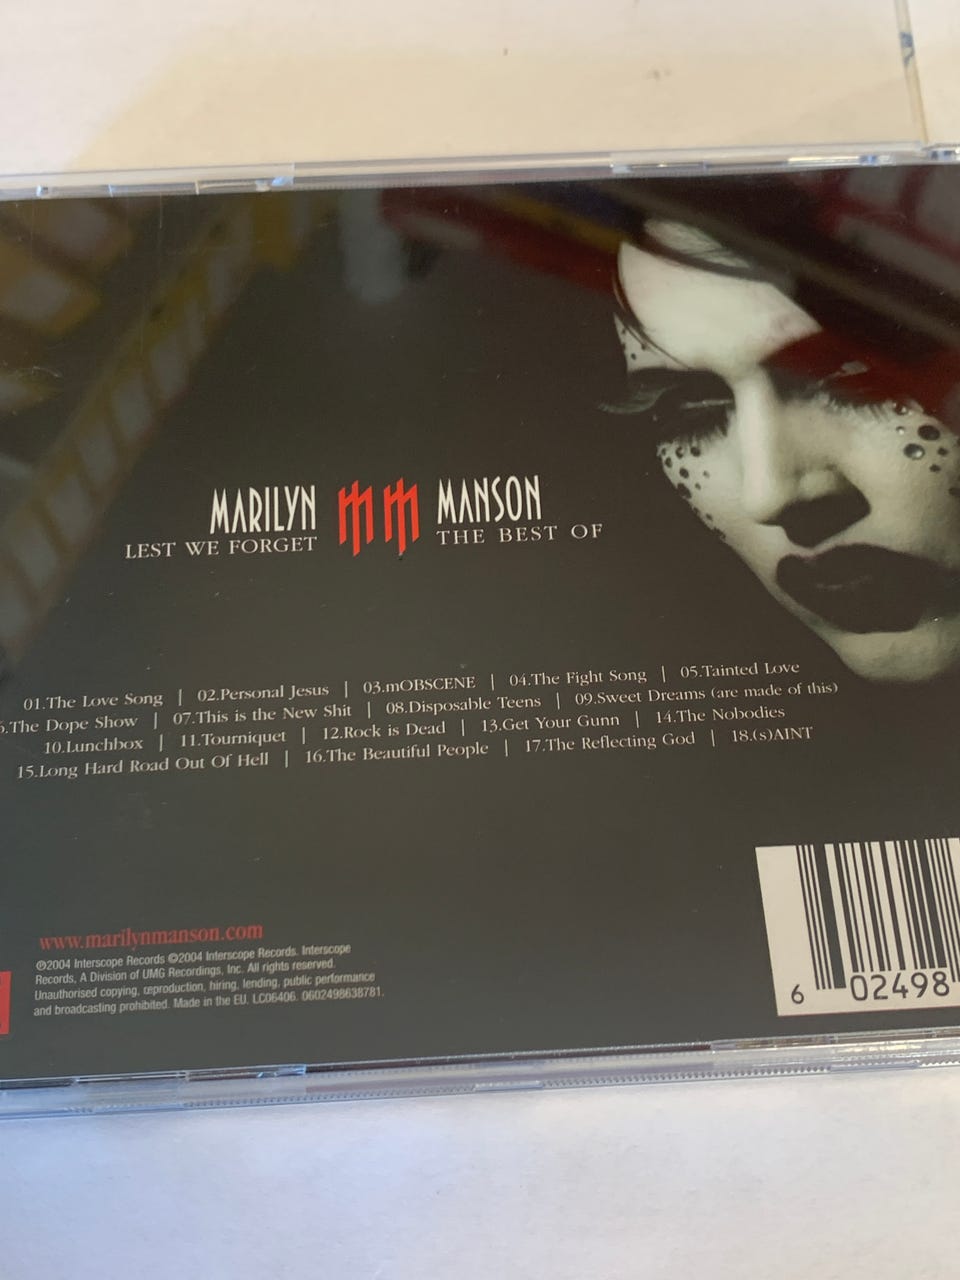 MARILYN MANSON
LEST WE FORGET THE BEST OF
01.The Love Song | 02.Personal Jesus | 03.mOBSCENE | 04.The Fight Song | 05.Tainted Love
.The Dope Show | 07.This is the New Shit | 08.Disposable Teens | 09.Sweet Dreams (are made of this)
10.Lunchbox | 11.Tourniquet | 12.Rock is Dead | 13.Get Your Gunn | 14.The Nobodies
15.Long Hard Road Out Of Hell | 16.The Beautiful People | 17.The Reflecting God | 18.(s)AINT
www.marilynmanson.com
℗2004 Interscope Records ©2004 Interscope Records. Interscope
Records, A Division of UMG Recordings, Inc. All rights reserved.
Unauthorised copying, reproduction, hiring, lending, public performance
and broadcasting prohibited. Made in the EU. LC06406. 0602498638781.
6 02498